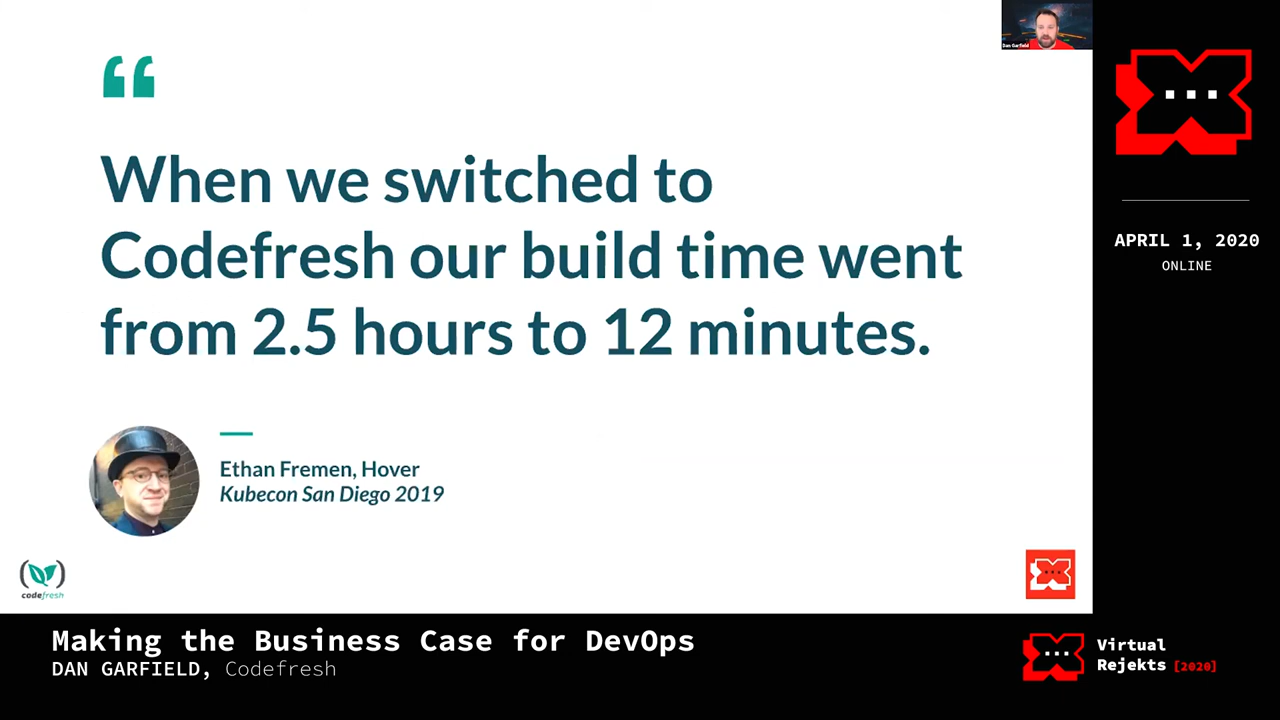 Dan Garfield
“
When we switched to
Codefresh our build time went
from 2.5 hours to 12 minutes.
Ethan Fremen, Hover
Kubecon San Diego 2019
codefresh
APRIL 1, 2020
ONLINE
Making the Business Case for DevOps
DAN GARFIELD, Codefresh
Virtual
Rejekts [2020]